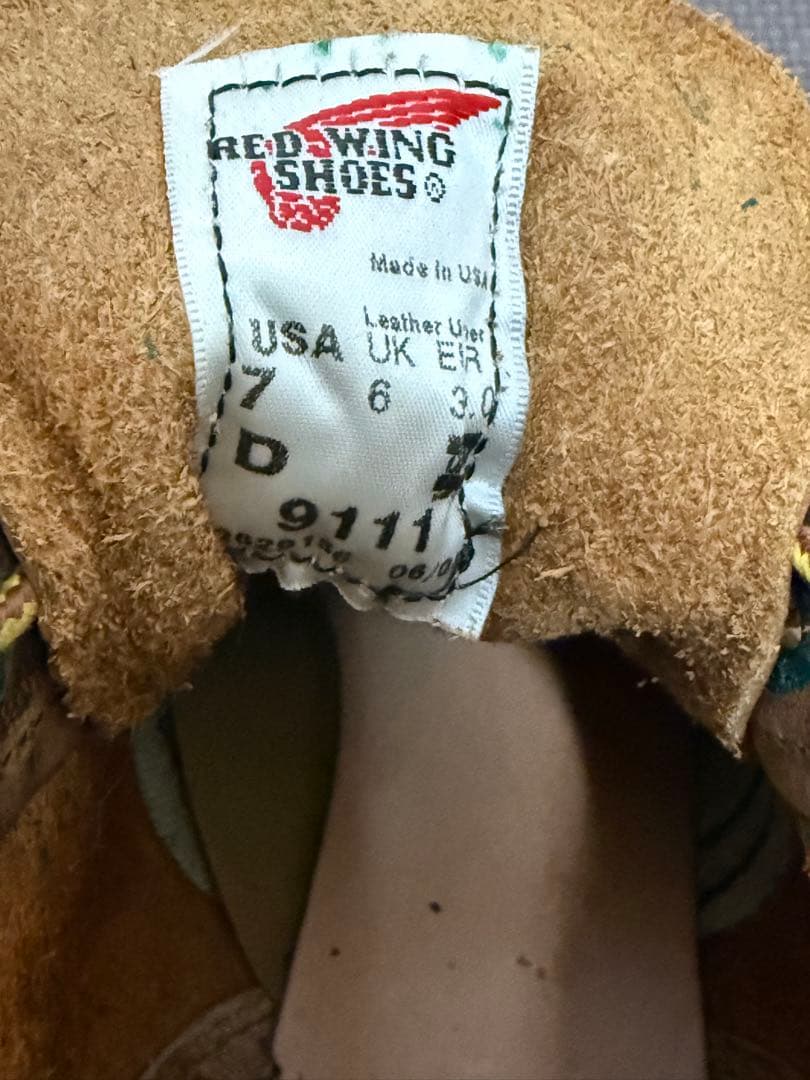 RED WING
SHOES®
Made in USA
Leather Upper
USA UK EUR
7 6
D
9111